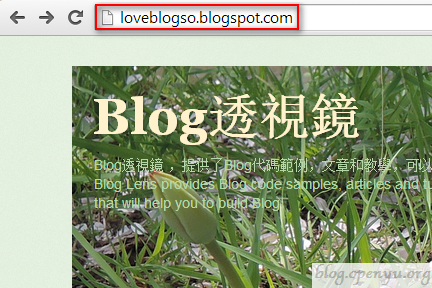 loveblogso.blogspot.com
Blog透視鏡
Blog透視鏡 ，提供了Blog代碼範例，文章和教學，可以
Blog Lens provides Blog code samples, articles and tu
that will help you to build Blog.
blog.openyu.org